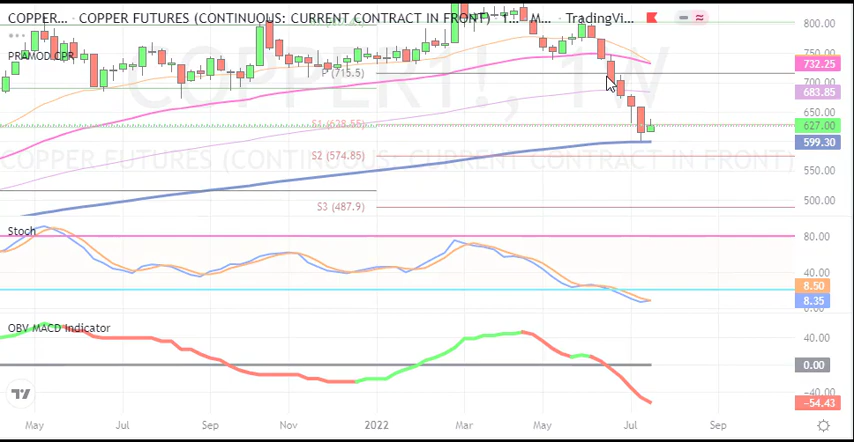 COPPER... · COPPER FUTURES (CONTINUOUS: CURRENT CONTRACT IN FRONT) · 1... · M... · TradingVi...
PRAMOD CPR
800.00
750.00
732.25
P (715.5)
700.00
683.85
650.00
S1 (628.55)
627.00
599.30
S2 (574.85)
550.00
S3 (487.9)
500.00
COPPER1!, 1W
COPPER FUTURES (CONTINUOUS: CURRENT CONTRACT IN FRONT)
Stoch
80.00
40.00
8.50
8.35
0.00
OBV MACD Indicator
40.00
0.00
−40.00
−54.43
May Jul Sep Nov 2022 Mar May Jul Sep